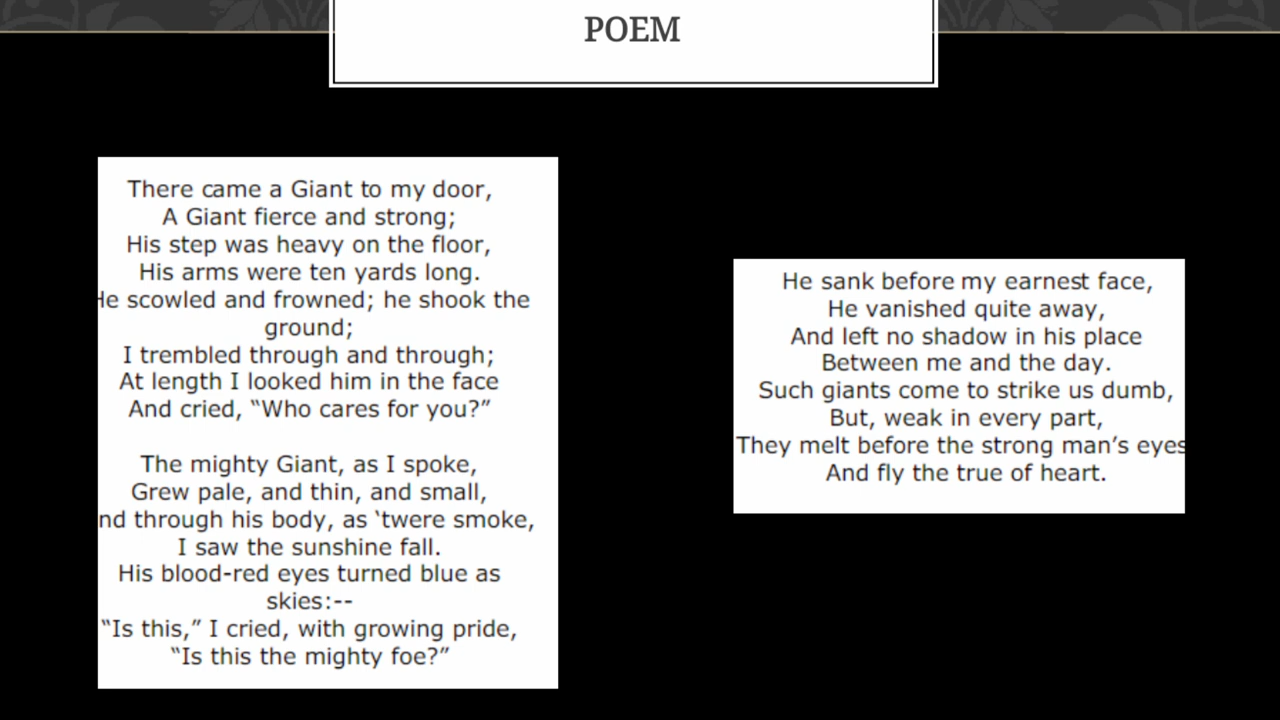 POEM
There came a Giant to my door,
A Giant fierce and strong;
His step was heavy on the floor,
His arms were ten yards long.
He scowled and frowned; he shook the
ground;
I trembled through and through;
At length I looked him in the face
And cried, “Who cares for you?”
The mighty Giant, as I spoke,
Grew pale, and thin, and small,
nd through his body, as ‘twere smoke,
I saw the sunshine fall.
His blood-red eyes turned blue as
skies:--
“Is this,” I cried, with growing pride,
“Is this the mighty foe?”
He sank before my earnest face,
He vanished quite away,
And left no shadow in his place
Between me and the day.
Such giants come to strike us dumb,
But, weak in every part,
They melt before the strong man’s eyes
And fly the true of heart.